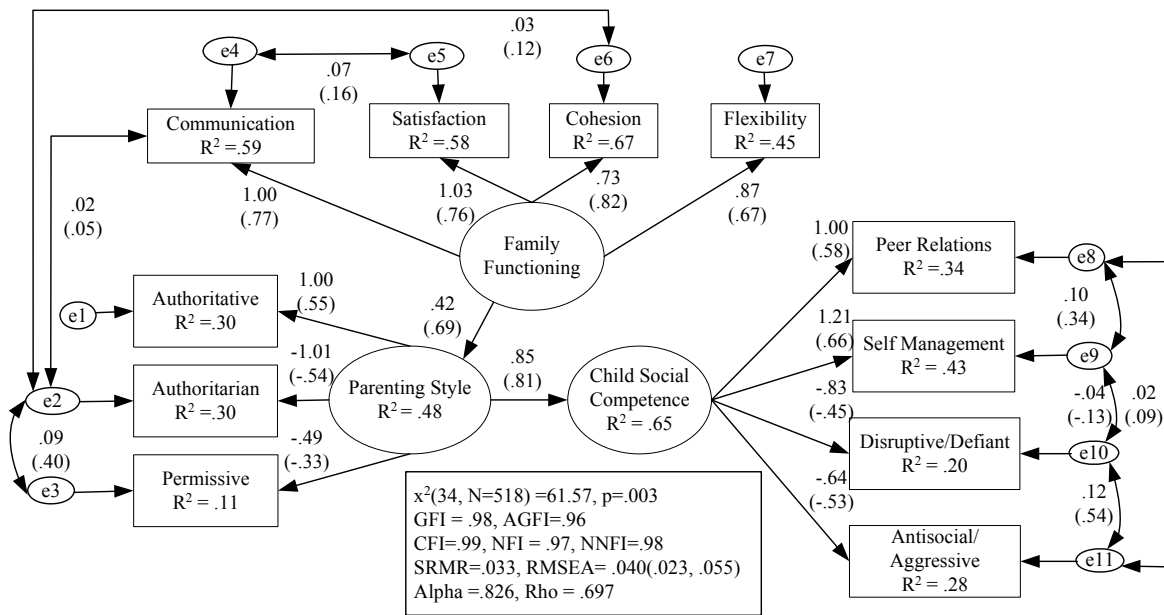 .03
(.12)
e4
e5
e6
e7
.07
(.16)
Communication
R² =.59
Satisfaction
R² =.58
Cohesion
R² =.67
Flexibility
R² =.45
1.00
(.77)
1.03
(.76)
.73
(.82)
.87
(.67)
.02
(.05)
Family
Functioning
1.00
(.58)
Peer Relations
R² =.34
e8
e1
Authoritative
R² =.30
1.00
(.55)
.42
(.69)
.10
(.34)
1.21
(.66)
Self Management
R² = .43
e9
e2
Authoritarian
R² =.30
-1.01
(-.54)
Parenting Style
R² = .48
.85
(.81)
Child Social
Competence
R² = .65
-.83
(-.45)
-.04
(-.13)
.02
(.09)
.09
(.40)
Disruptive/Defiant
R² = .20
e10
e3
Permissive
R² = .11
-.49
(-.33)
-.64
(-.53)
.12
(.54)
Antisocial/
Aggressive
R² = .28
e11
x²(34, N=518) =61.57, p=.003
GFI = .98, AGFI=.96
CFI=.99, NFI = .97, NNFI=.98
SRMR=.033, RMSEA= .040(.023, .055)
Alpha =.826, Rho = .697